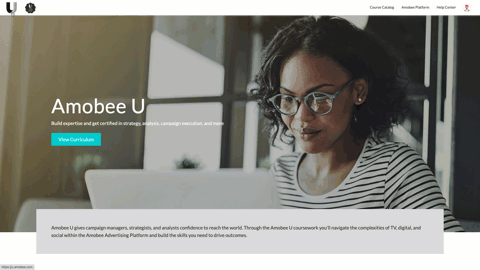 Course Catalog Amobee Platform Help Center
Amobee U
Build expertise and get certified in strategy, analysis, campaign execution, and more
View Curriculum
Amobee U gives campaign managers, strategists, and analysts confidence to reach the world. Through the Amobee U coursework you'll navigate the complexities of TV, digital, and
social within the Amobee Advertising Platform and build the skills you need to drive outcomes.
https://u.amobee.com